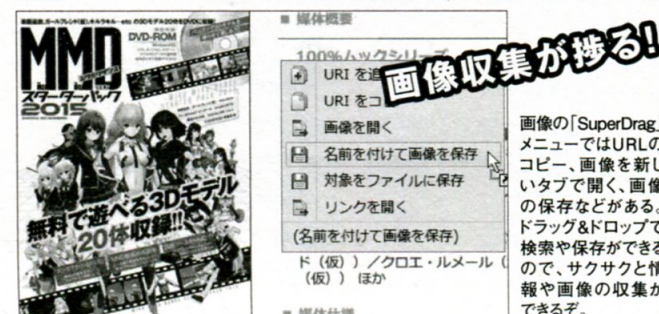 MMD
スターターパック
2015
DVD-ROM
無料で遊べる3Dモデル
20体収録!!
■ 媒体概要
100%ムックシリーズ
URI を追
URI をコ
画像を開く
名前を付けて画像を保存
対象をファイルに保存
リンクを開く
(名前を付けて画像を保存)
ド（仮））／クロエ・ルメール（
（仮）） ほか
■ 媒体仕様
画像収集が捗る!
画像の「SuperDrag」
メニューではURLの
コピー、画像を新し
いタブで開く、画像
の保存などがある。
ドラッグ&ドロップで
検索や保存ができる
ので、サクサクと情
報や画像の収集が
できるぞ。